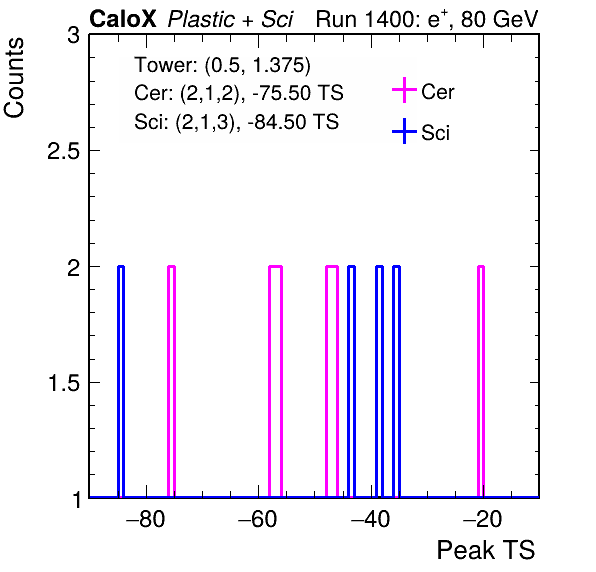 CaloX Plastic + Sci Run 1400: e⁺, 80 GeV
Counts
3
2.5
2
1.5
1
Tower: (0.5, 1.375)
Cer: (2,1,2), -75.50 TS
Sci: (2,1,3), -84.50 TS
Cer
Sci
−80 −60 −40 −20
Peak TS